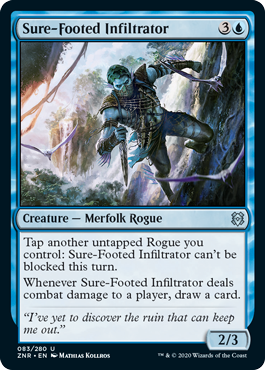 Sure-Footed Infiltrator 3
Creature — Merfolk Rogue
Tap another untapped Rogue you
control: Sure-Footed Infiltrator can't be
blocked this turn.
Whenever Sure-Footed Infiltrator deals
combat damage to a player, draw a card.
"I've yet to discover the ruin that can keep
me out."
2/3
083/280 U
ZNR • EN Mathias Kollros
™ & © 2020 Wizards of the Coast